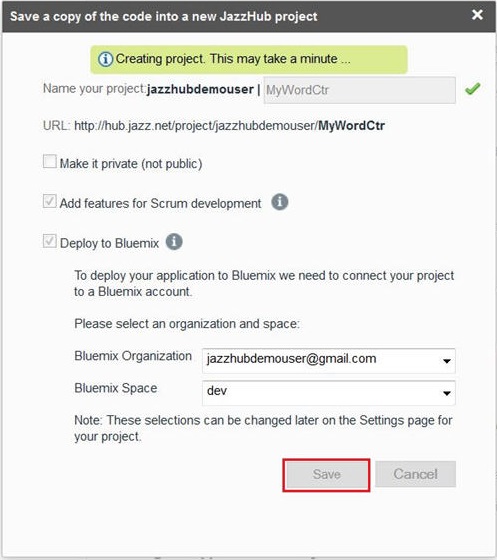 Save a copy of the code into a new JazzHub project
Creating project. This may take a minute ...
Name your project: jazzhubdemouser | MyWordCtr
URL: http://hub.jazz.net/project/jazzhubdemouser/MyWordCtr
Make it private (not public)
Add features for Scrum development
Deploy to Bluemix
To deploy your application to Bluemix we need to connect your project
to a Bluemix account.
Please select an organization and space:
Bluemix Organization jazzhubdemouser@gmail.com
Bluemix Space dev
Note: These selections can be changed later on the Settings page for
your project.
Save Cancel